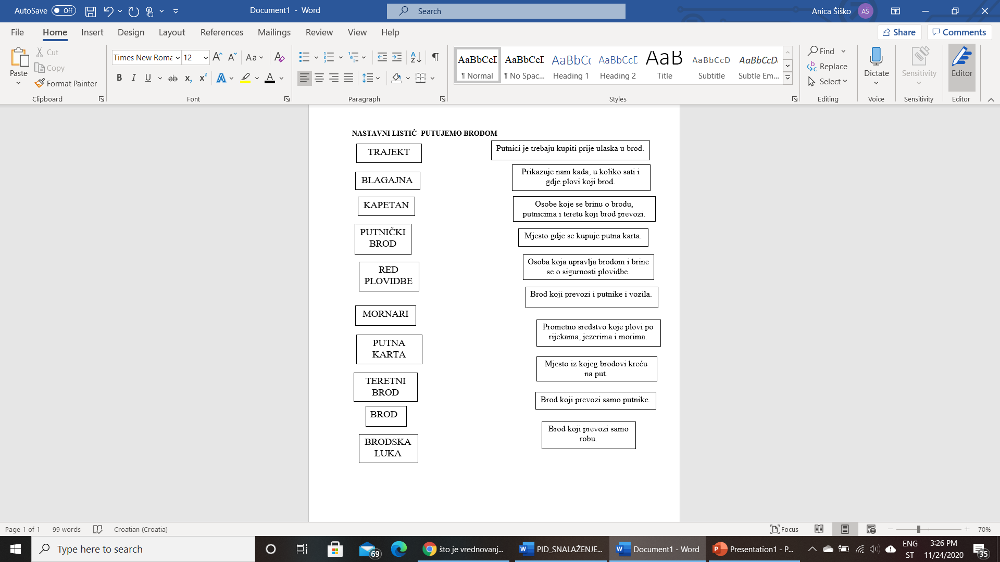 AutoSave Off Document1 - Word Search Anica Šiško AŠ
File Home Insert Design Layout References Mailings Review View Help Share Comments
Paste Cut Copy Format Painter Clipboard
Times New Roma 12 Aa Font
B I U ab x2 x2 A A
Paragraph
AaBbCcI ¶ Normal
AaBbCcI ¶ No Spac...
AaBbCc Heading 1
AaBbCcD Heading 2
AaB Title
AaBbCcD Subtitle
AaBbCcDi Subtle Em...
Styles
Find
Replace
Select
Editing
Dictate
Voice
Sensitivity
Sensitivity
Editor
Editor
NASTAVNI LISTIĆ- PUTUJEMO BRODOM
TRAJEKT
BLAGAJNA
KAPETAN
PUTNIČKI
BROD
RED
PLOVIDBE
MORNARI
PUTNA
KARTA
TERETNI
BROD
BROD
BRODSKA
LUKA
Putnici je trebaju kupiti prije ulaska u brod.
Prikazuje nam kada, u koliko sati i
gdje plovi koji brod.
Osobe koje se brinu o brodu,
putnicima i teretu koji brod prevozi.
Mjesto gdje se kupuje putna karta.
Osoba koja upravlja brodom i brine
se o sigurnosti plovidbe.
Brod koji prevozi i putnike i vozila.
Prometno sredstvo koje plovi po
rijekama, jezerima i morima.
Mjesto iz kojeg brodovi kreću
na put.
Brod koji prevozi samo putnike.
Brod koji prevozi samo
robu.
Page 1 of 1 99 words Croatian (Croatia) Focus 70%
Type here to search 69 što je vrednovanj... PID_SNALAŽENJE... Document1 - Word Presentation1 - P... ENG 3:26 PM
ST 11/24/2020 35